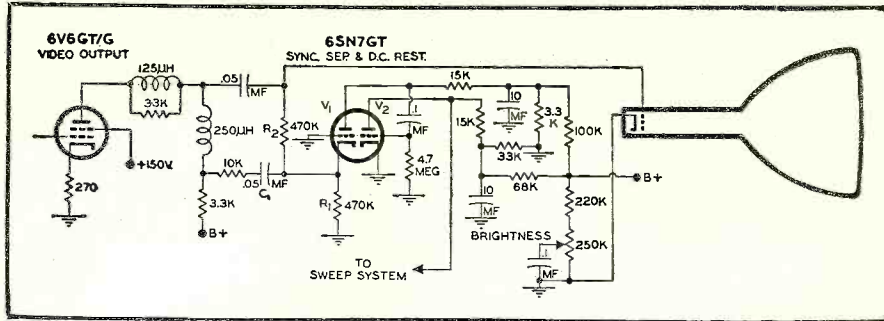 6V6GT/G
VIDEO OUTPUT
125µH
33K
.05
MF
250µH
10K
.05
C1
MF
270
+150V.
3.3K
B+
6SN7GT
SYNC. SEP. & D.C. REST.
V1
V2
R2
470K
R1
470K
.1
MF
4.7
MEG
15K
15K
10
MF
3.3
K
100K
33K
68K
10
MF
B+
220K
BRIGHTNESS
250K
.1
MF
TO
SWEEP SYSTEM